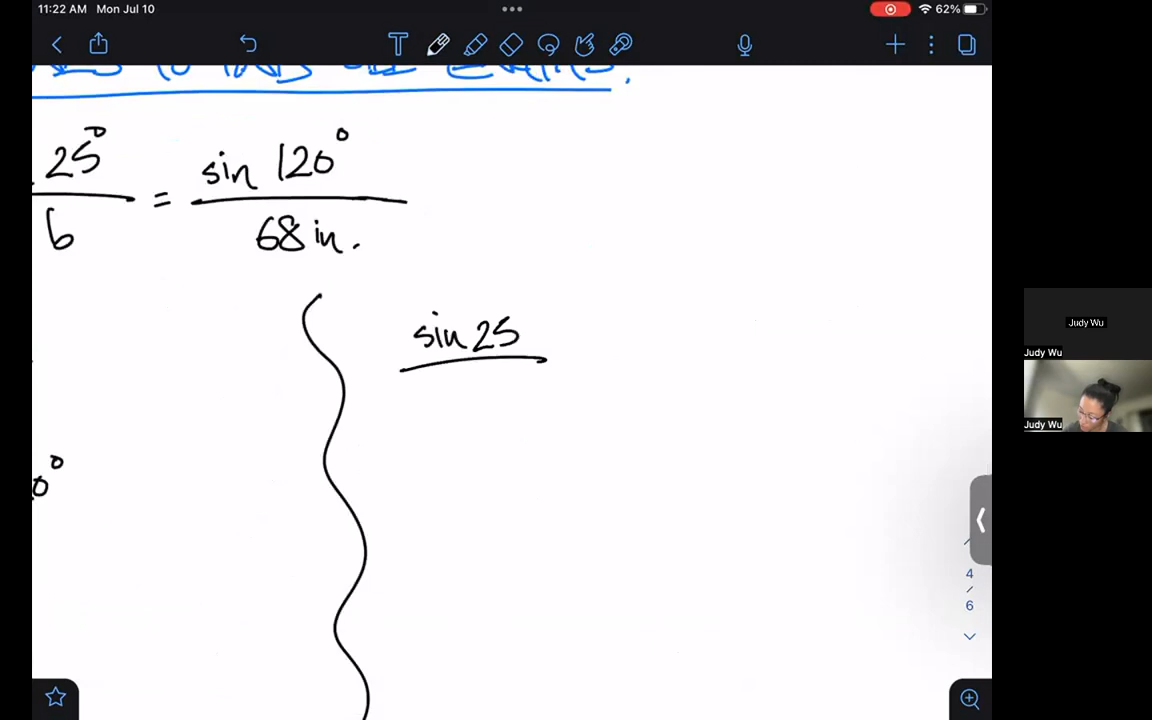 11:22 AM Mon Jul 10
62%
T
25° = sin 120°
b 68 in.
sin 25
0°
4
6
Judy Wu
Judy Wu
Judy Wu